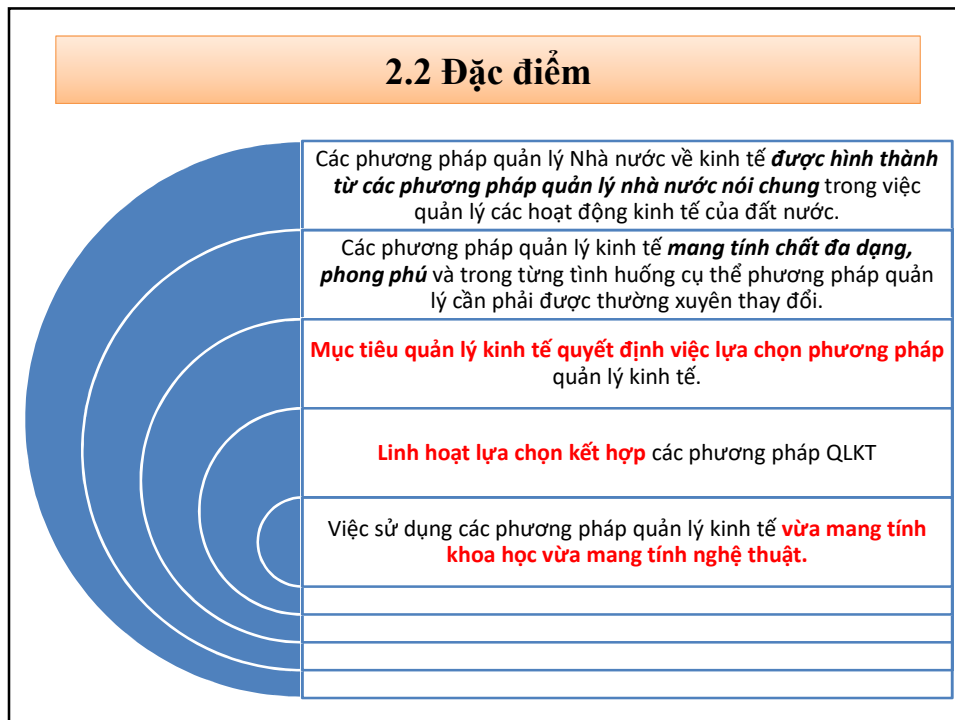 2.2 Đặc điểm
Các phương pháp quản lý Nhà nước về kinh tế được hình thành
từ các phương pháp quản lý nhà nước nói chung trong việc
quản lý các hoạt động kinh tế của đất nước.
Các phương pháp quản lý kinh tế mang tính chất đa dạng,
phong phú và trong từng tình huống cụ thể phương pháp quản
lý cần phải được thường xuyên thay đổi.
Mục tiêu quản lý kinh tế quyết định việc lựa chọn phương pháp
quản lý kinh tế.
Linh hoạt lựa chọn kết hợp các phương pháp QLKT
Việc sử dụng các phương pháp quản lý kinh tế vừa mang tính
khoa học vừa mang tính nghệ thuật.